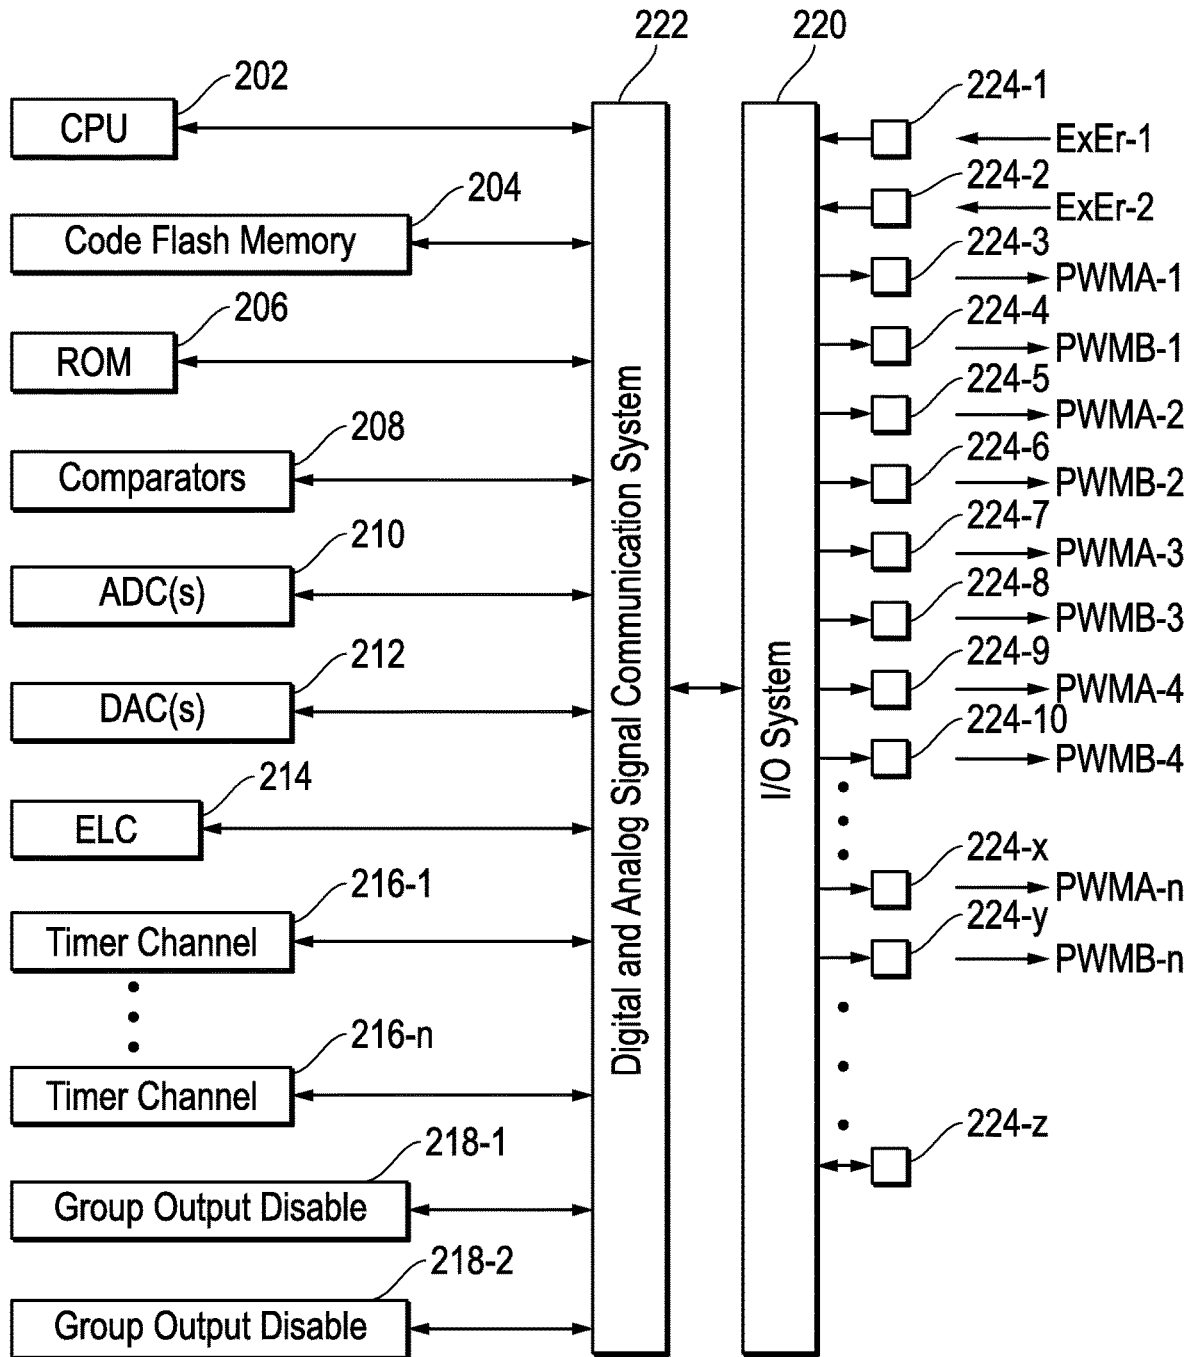 222
220
202
CPU
204
Code Flash Memory
206
ROM
208
Comparators
210
ADC(s)
212
DAC(s)
214
ELC
216-1
Timer Channel
216-n
Timer Channel
218-1
Group Output Disable
218-2
Group Output Disable
Digital and Analog Signal Communication System
I/O System
224-1
ExEr-1
224-2
ExEr-2
224-3
PWMA-1
224-4
PWMB-1
224-5
PWMA-2
224-6
PWMB-2
224-7
PWMA-3
224-8
PWMB-3
224-9
PWMA-4
224-10
PWMB-4
224-x
PWMA-n
224-y
PWMB-n
224-z